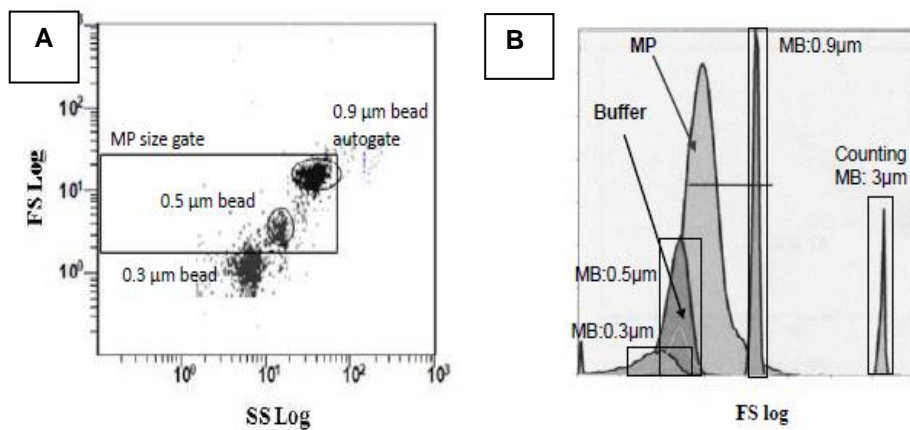 A
FS Log
10²
10¹
10⁰
MP size gate
0.9 µm bead
autogate
0.5 µm bead
0.3 µm bead
10⁰
10¹
10²
10³
SS Log
B
MP
MB:0.9µm
Buffer
Counting
MB: 3µm
MB:0.5µm
MB:0.3µm
FS log